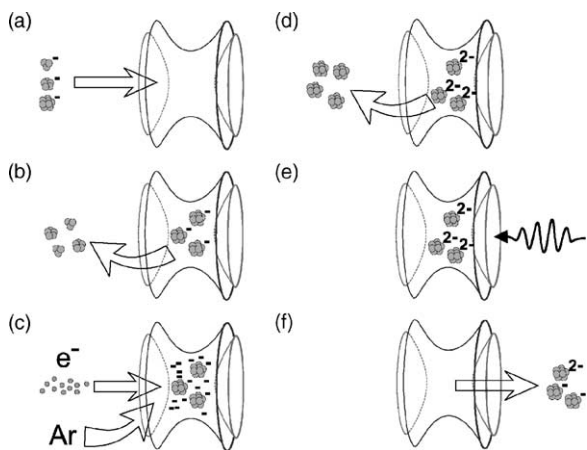 (a)
-
-
-
(b)
-
-
-
(c)
e-
Ar
(d)
2-
2-
2-
(e)
2-
2-
2-
(f)
2-
-
-